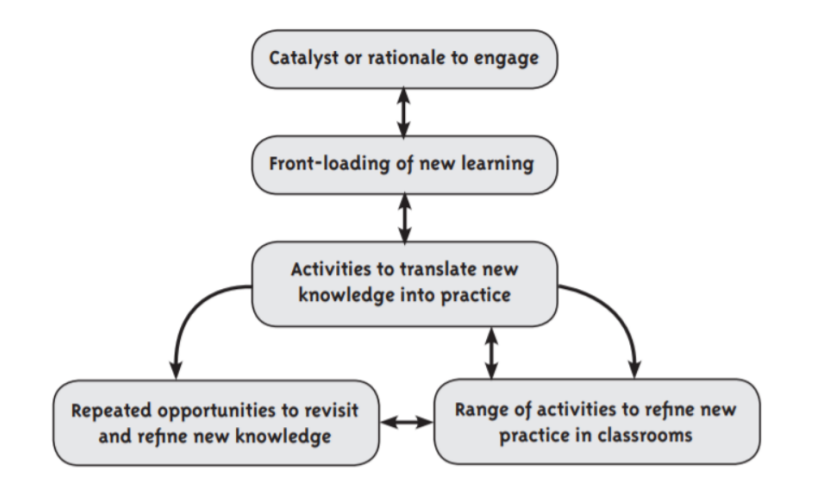 Catalyst or rationale to engage
Front-loading of new learning
Activities to translate new
knowledge into practice
Repeated opportunities to revisit
and refine new knowledge
Range of activities to refine new
practice in classrooms